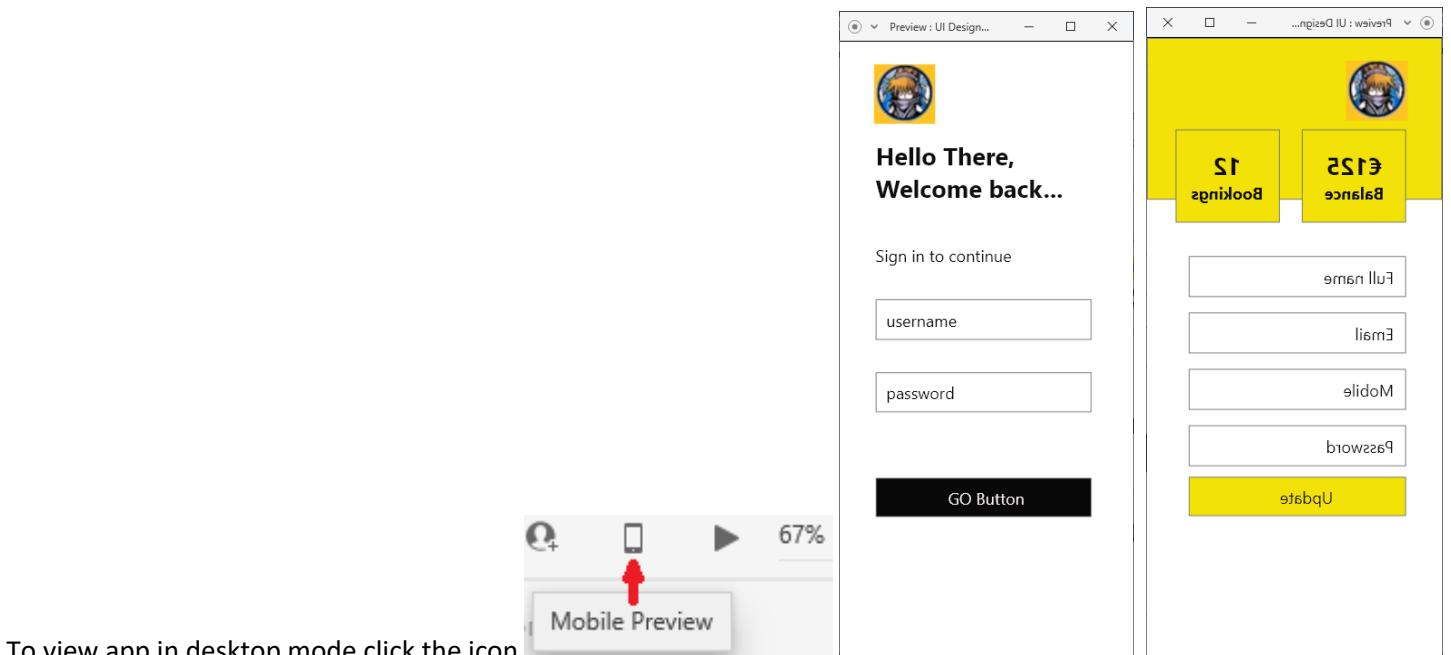 Preview : UI Design...
Hello There,
Welcome back...
Sign in to continue
username
password
GO Button
Preview : UI Design...
€125
Balance
12
Bookings
Full name
Email
Mobile
Password
Update
67%
Mobile Preview
To view app in desktop mode click the icon